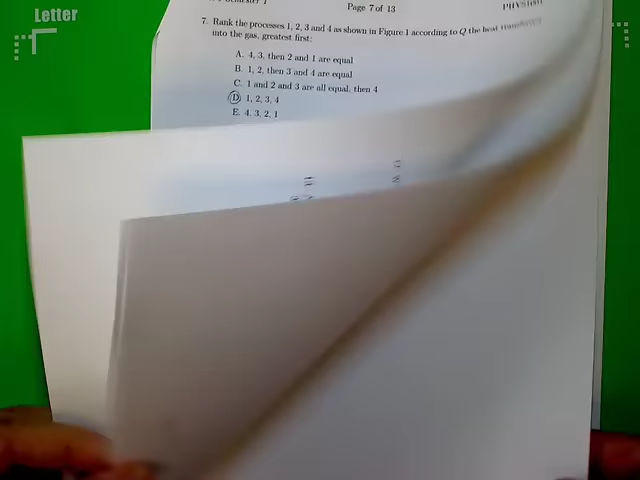 Letter
Page 7 of 13
7. Rank the processes 1, 2, 3 and 4 as shown in Figure 1 according to Q the heat
into the gas, greatest first:
A. 4, 3, then 2 and 1 are equal
B. 1, 2, then 3 and 4 are equal
C. 1 and 2 and 3 are all equal, then 4
D. 1, 2, 3, 4
E. 4, 3, 2, 1